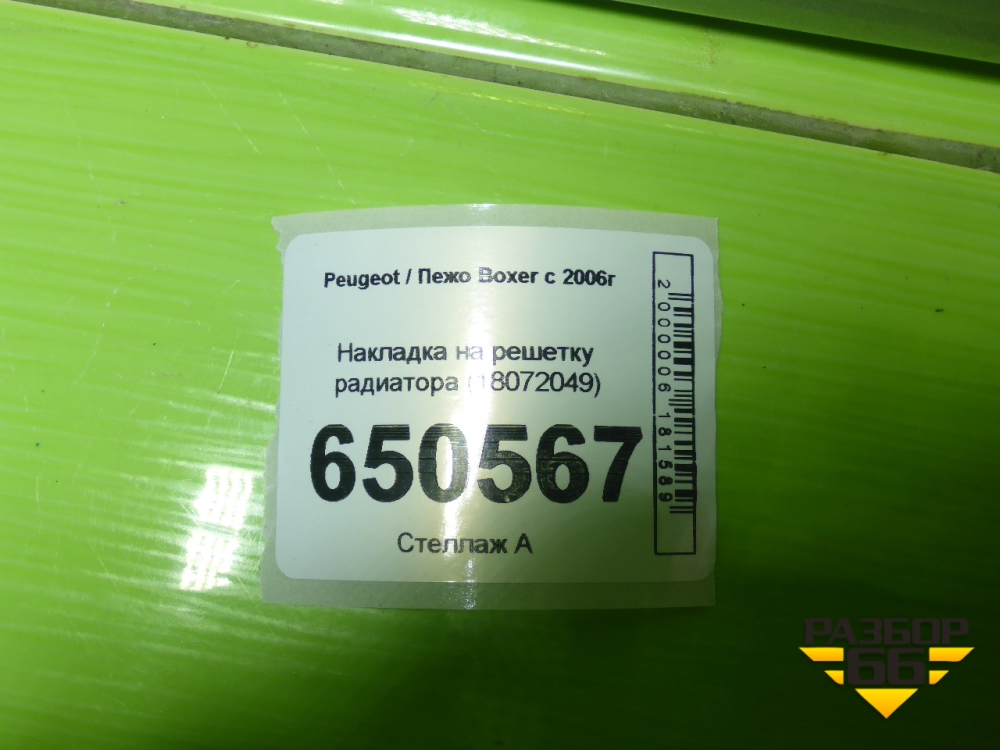 Peugeot / Пежо Boxer с 2006г
Накладка на решетку
радиатора (18072049)
650567
Стеллаж А
2000006181589
РАЗБОР
66